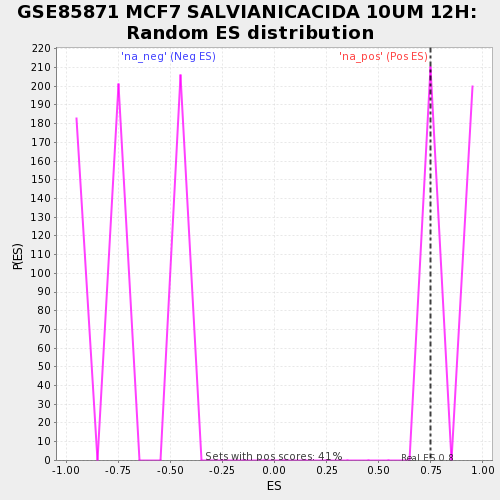 GSE85871 MCF7 SALVIANICACIDA 10UM 12H:
Random ES distribution
'na_neg' (Neg ES)
'na_pos' (Pos ES)
P(ES)
220
210
200
190
180
170
160
150
140
130
120
110
100
90
80
70
60
50
40
30
20
10
0
Sets with pos scores: 41%
Real ES 0.8
-1.00 -0.75 -0.50 -0.25 0.00 0.25 0.50 0.75 1.00
ES